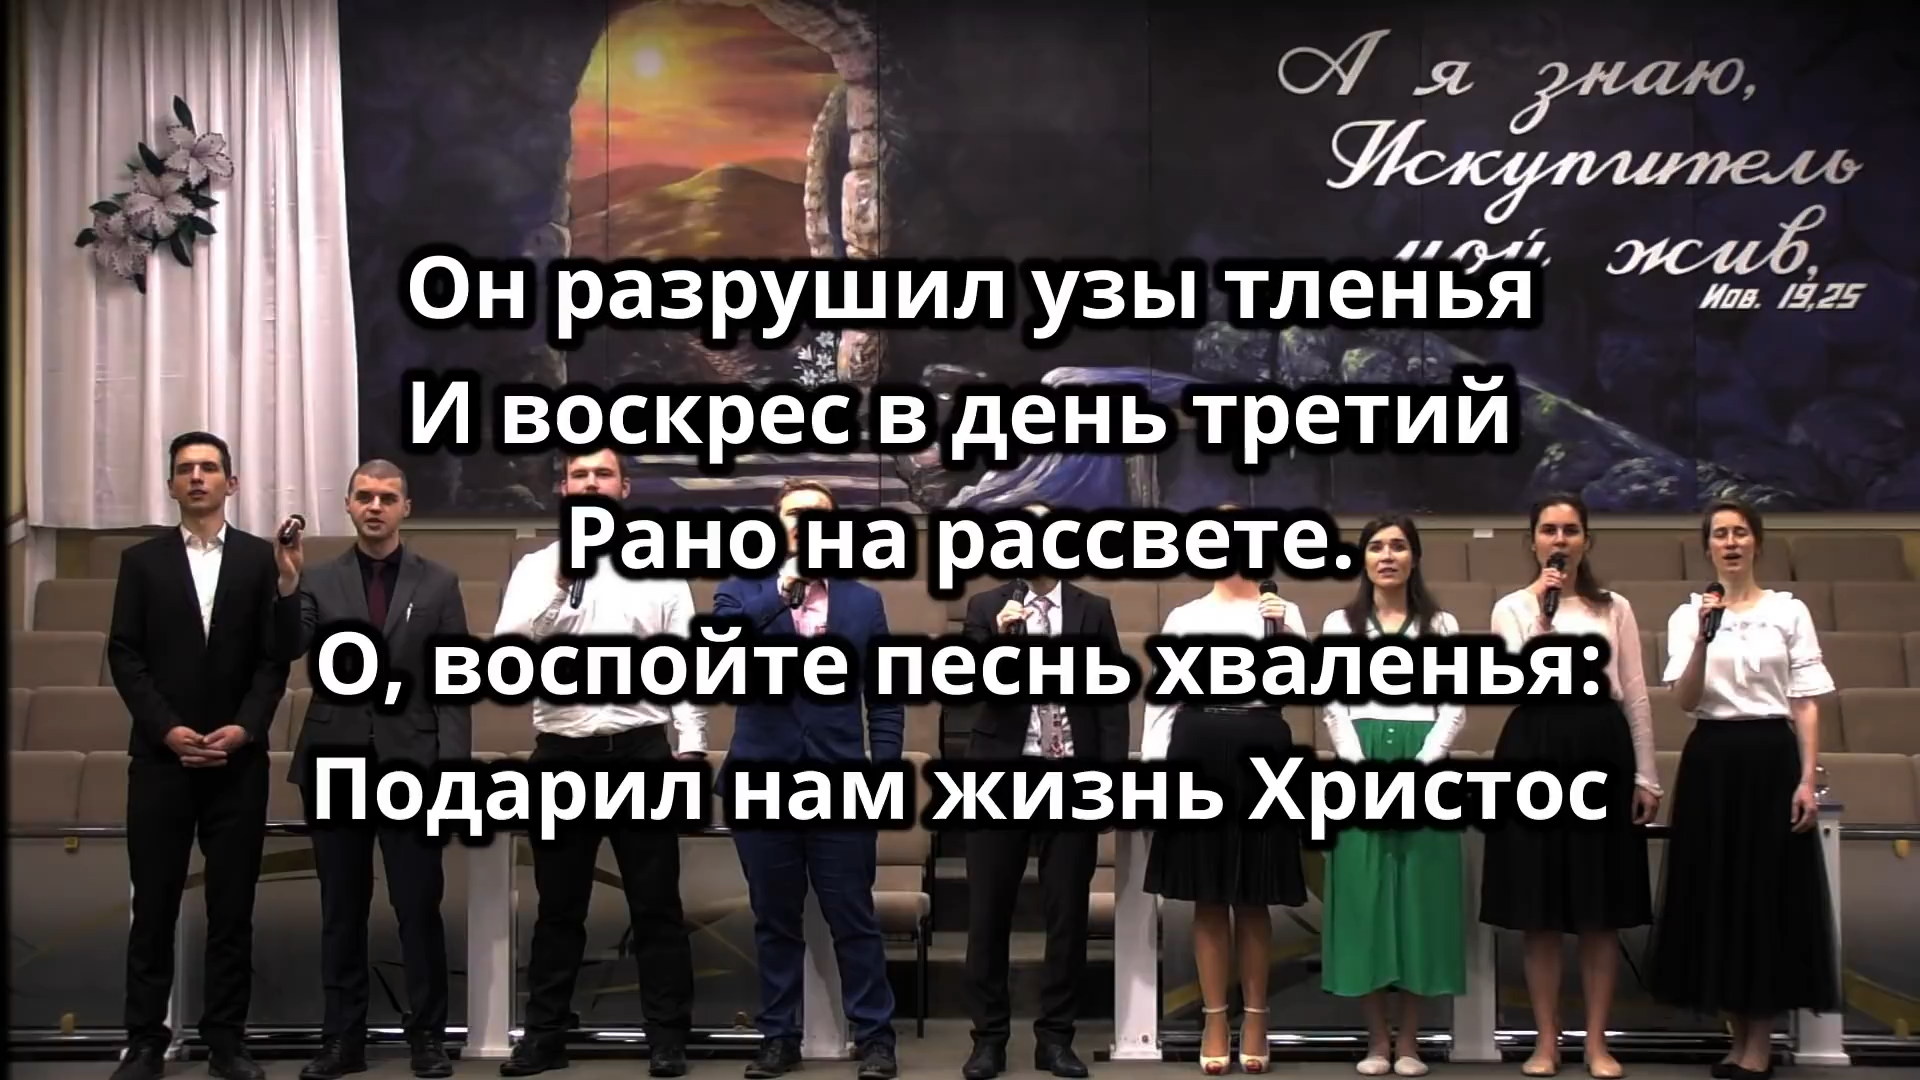 А я знаю,
Искупитель
мой жив,
Иов. 19,25
Он разрушил узы тленья
И воскрес в день третий
Рано на рассвете.
О, воспойте песнь хваленья:
Подарил нам жизнь Христос